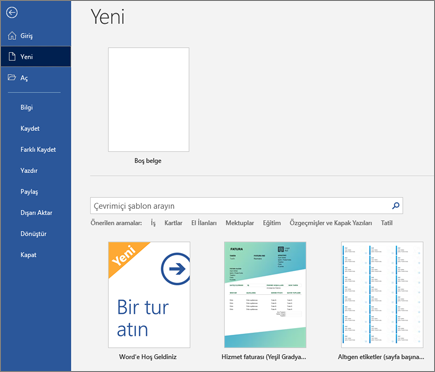 Yeni
Giriş
Yeni
Aç
Bilgi
Kaydet
Farklı Kaydet
Yazdır
Paylaş
Dışarı Aktar
Dönüştür
Kapat
Boş belge
Çevrimiçi şablon arayın
Önerilen aramalar: İş Kartlar El İlanları Mektuplar Eğitim Özgeçmişler ve Kapak Yazıları Tatil
Yeni
Bir tur
atın
Word'e Hoş Geldiniz
FATURA
Hizmet faturası (Yeşil Gradya...
Altıgen etiketler (sayfa başına...